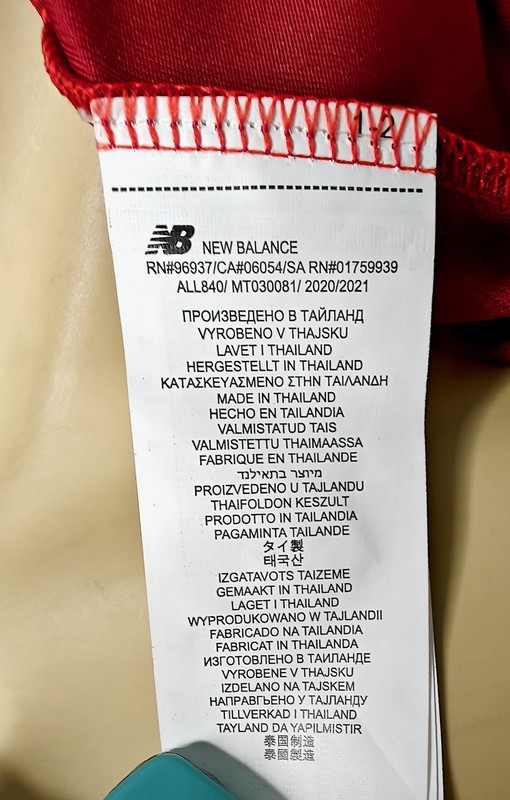 1-2
NB NEW BALANCE
RN#96937/CA#06054/SA RN#01759939
ALL840/ MT030081/ 2020/2021
ПРОИЗВЕДЕНО В ТАЙЛАНД
VYROBENO V THAJSKU
LAVET I THAILAND
HERGESTELLT IN THAILAND
ΚΑΤΑΣΚΕΥΑΣΜΕΝΟ ΣΤΗΝ ΤΑΙΛΑΝΔΗ
MADE IN THAILAND
HECHO EN TAILANDIA
VALMISTATUD TAIS
VALMISTETTU THAIMAASSA
FABRIQUE EN THAILANDE
מיוצר בתאילנד
PROIZVEDENO U TAJLANDU
THAIFOLDON KESZULT
PRODOTTO IN TAILANDIA
PAGAMINTA TAILANDE
タイ製
태국산
IZGATAVOTS TAIZEME
GEMAAKT IN THAILAND
LAGET I THAILAND
WYPRODUKOWANO W TAJLANDII
FABRICADO NA TAILANDIA
FABRICAT IN THAILANDA
ИЗГОТОВЛЕНО В ТАИЛАНДЕ
VYROBENE V THAJSKU
IZDELANO NA TAJSKEM
НАПРАВЉЕНО У ТАЈЛАНДУ
TILLVERKAD I THAILAND
TAYLAND DA YAPILMISTIR
泰国制造
泰國製造